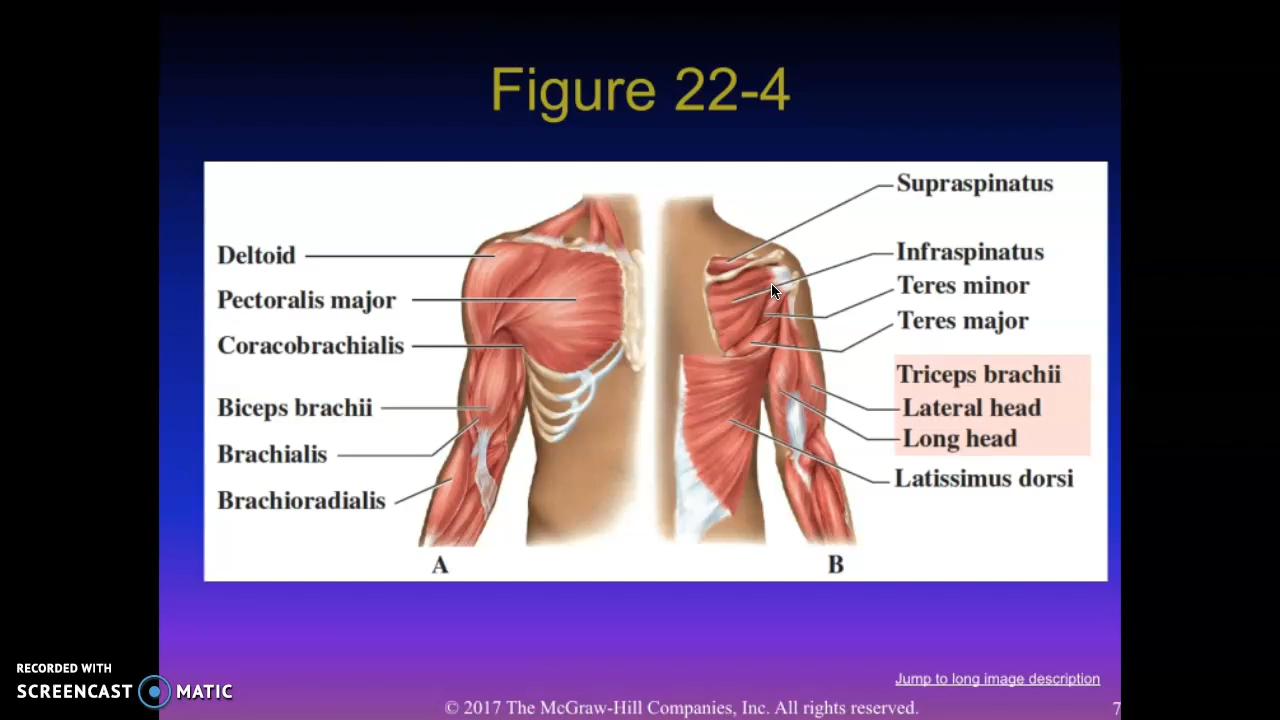 Figure 22-4
Deltoid
Pectoralis major
Coracobrachialis
Biceps brachii
Brachialis
Brachioradialis
A
Supraspinatus
Infraspinatus
Teres minor
Teres major
Triceps brachii
Lateral head
Long head
Latissimus dorsi
B
Jump to long image description
© 2017 The McGraw-Hill Companies, Inc. All rights reserved.
7
RECORDED WITH
SCREENCAST MATIC